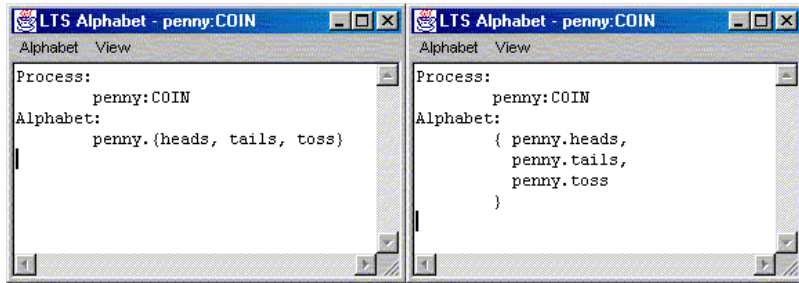 LTS Alphabet - penny:COIN
Alphabet View
Process:
penny:COIN
Alphabet:
penny.{heads, tails, toss}
LTS Alphabet - penny:COIN
Alphabet View
Process:
penny:COIN
Alphabet:
{ penny.heads,
penny.tails,
penny.toss
}